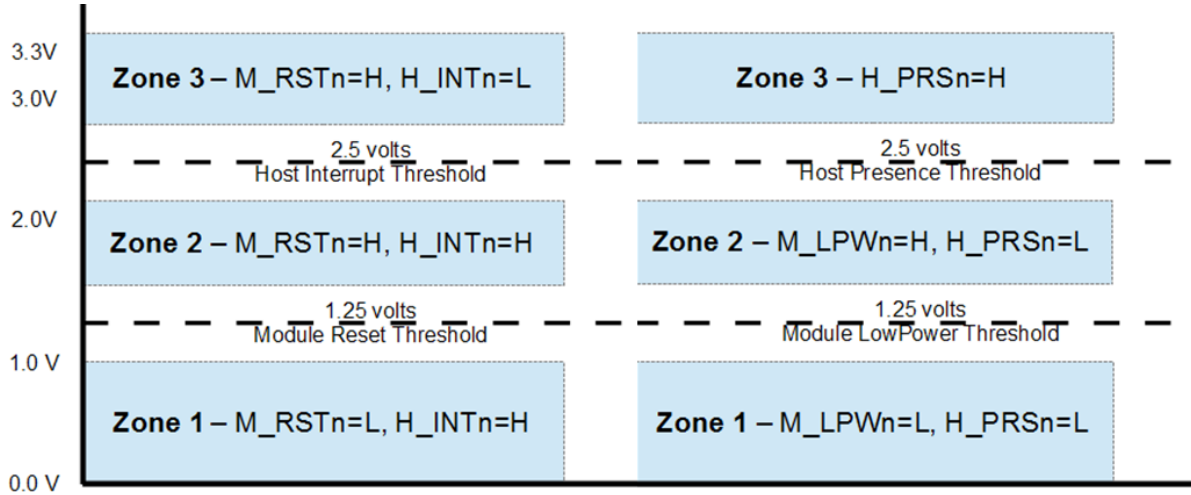 3.3V
Zone 3 – M_RSTn=H, H_INTn=L
Zone 3 – H_PRSn=H
3.0V
2.5 volts
2.5 volts
Host Interrupt Threshold
Host Presence Threshold
2.0V
Zone 2 – M_RSTn=H, H_INTn=H
Zone 2 – M_LPWn=H, H_PRSn=L
1.25 volts
1.25 volts
Module Reset Threshold
Module LowPower Threshold
1.0 V
Zone 1 – M_RSTn=L, H_INTn=H
Zone 1 – M_LPWn=L, H_PRSn=L
0.0 V